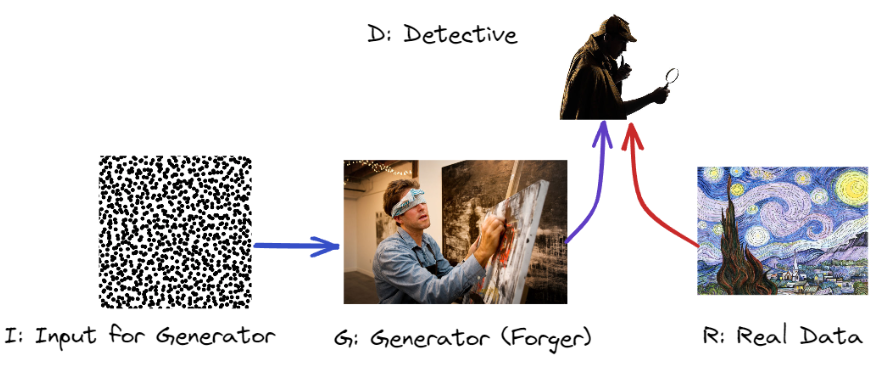 D: Detective
I: Input for Generator
G: Generator (Forger)
R: Real Data